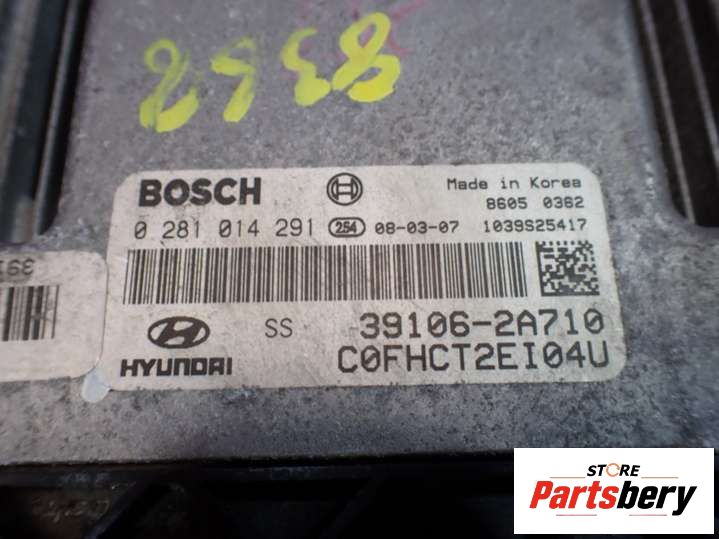 8368
BOSCH
Made in Korea
8605 0362
0 281 014 291 254 08-03-07 1039S25417
SS 39106-2A710
HYUNDAI C0FHCT2EI04U
STORE
Partsbery